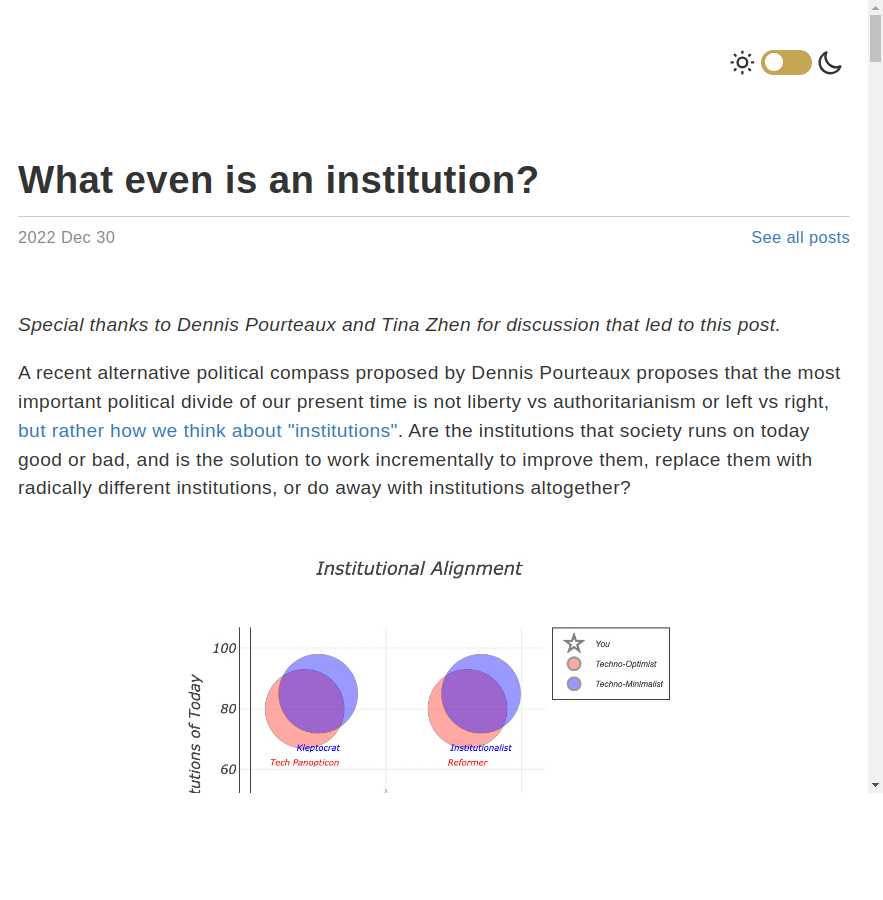 What even is an institution?
2022 Dec 30
See all posts
Special thanks to Dennis Pourteaux and Tina Zhen for discussion that led to this post.
A recent alternative political compass proposed by Dennis Pourteaux proposes that the most
important political divide of our present time is not liberty vs authoritarianism or left vs right,
but rather how we think about "institutions". Are the institutions that society runs on today
good or bad, and is the solution to work incrementally to improve them, replace them with
radically different institutions, or do away with institutions altogether?
Institutional Alignment
100
80
60
tutions of Today
Kleptocrat
Tech Panopticon
Institutionalist
Reformer
You
Techno-Optimist
Techno-Minimalist